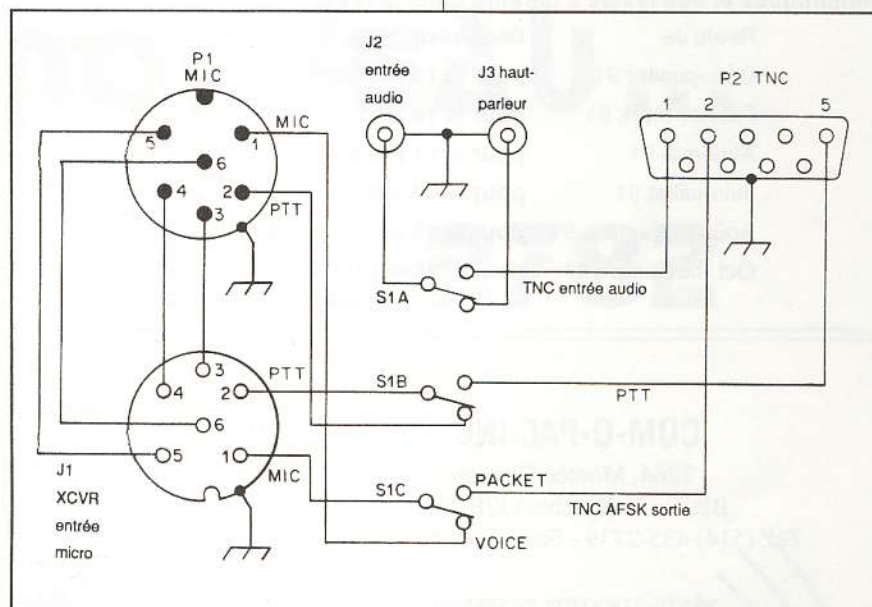 P1
MIC
5
1
MIC
6
4
2
3
PTT
J2
entrée
audio
J3 haut-
parleur
P2 TNC
1 2 5
S1A
TNC entrée audio
3
PTT
4
2
S1B
PTT
6
5
1
MIC
J1
XCVR
entrée
micro
S1C
PACKET
TNC AFSK sortie
VOICE
COM-O-PAC INC